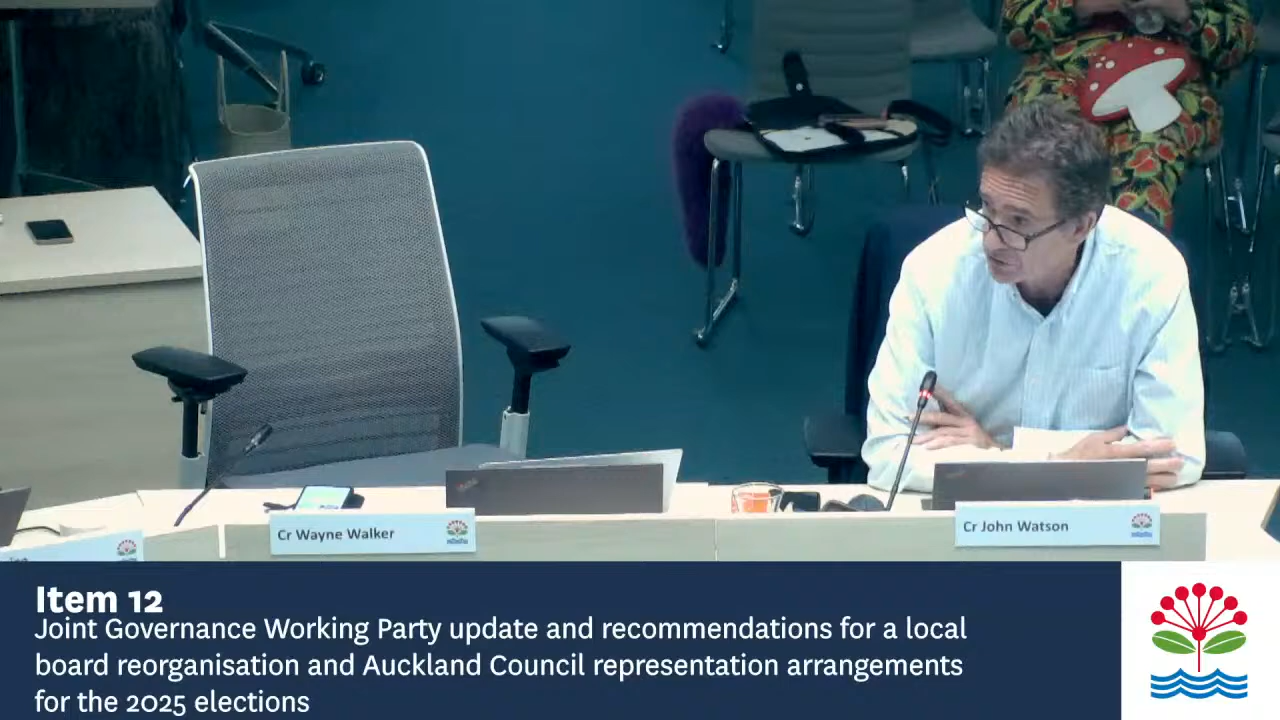 Cr Wayne Walker
Cr John Watson
Item 12
Joint Governance Working Party update and recommendations for a local
board reorganisation and Auckland Council representation arrangements
for the 2025 elections